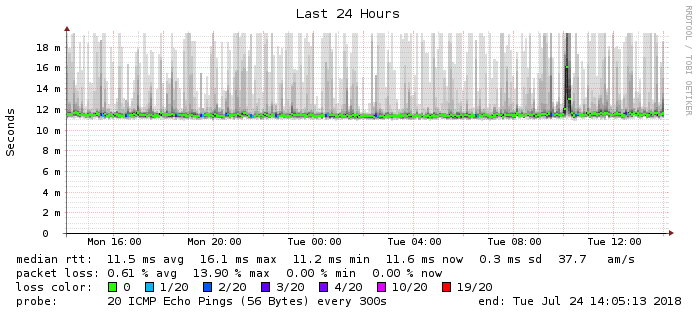 Last 24 Hours
RRDTOOL / TOBI OETIKER
Seconds
18 m
16 m
14 m
12 m
10 m
8 m
6 m
4 m
2 m
0
Mon 16:00 Mon 20:00 Tue 00:00 Tue 04:00 Tue 08:00 Tue 12:00
median rtt: 11.5 ms avg 16.1 ms max 11.2 ms min 11.6 ms now 0.3 ms sd 37.7 am/s
packet loss: 0.61 % avg 13.90 % max 0.00 % min 0.00 % now
loss color: 0 1/20 2/20 3/20 4/20 10/20 19/20
probe: 20 ICMP Echo Pings (56 Bytes) every 300s end: Tue Jul 24 14:05:13 2018